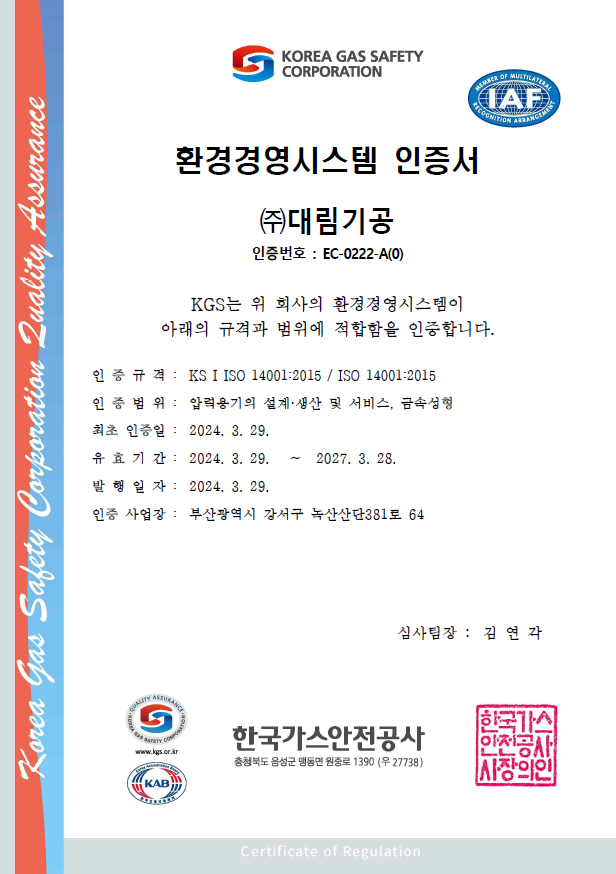 KOREA GAS SAFETY
CORPORATION
MEMBER OF MULTILATERAL
IAF
RECOGNITION ARRANGEMENT
환경경영시스템 인증서
㈜대림기공
인증번호 : EC-0222-A(0)
KGS는 위 회사의 환경경영시스템이
아래의 규격과 범위에 적합함을 인증합니다.
인 증 규 격 : KS I ISO 14001:2015 / ISO 14001:2015
인 증 범 위 : 압력용기의 설계·생산 및 서비스, 금속성형
최초 인증일 : 2024. 3. 29.
유 효 기 간 : 2024. 3. 29. ~ 2027. 3. 28.
발 행 일 자 : 2024. 3. 29.
인증 사업장 : 부산광역시 강서구 녹산산단381로 64
심사팀장 : 김 연 각
Korea Gas Safety Corporation Quality Assurance
QUALITY ASSURANCE
KOREA GAS SAFETY CORPORATION
www.kgs.or.kr
KAB
한국가스안전공사
충청북도 음성군 맹동면 원중로 1390 (우 27738)
한국가스
안전공사
사장의인
Certificate of Regulation